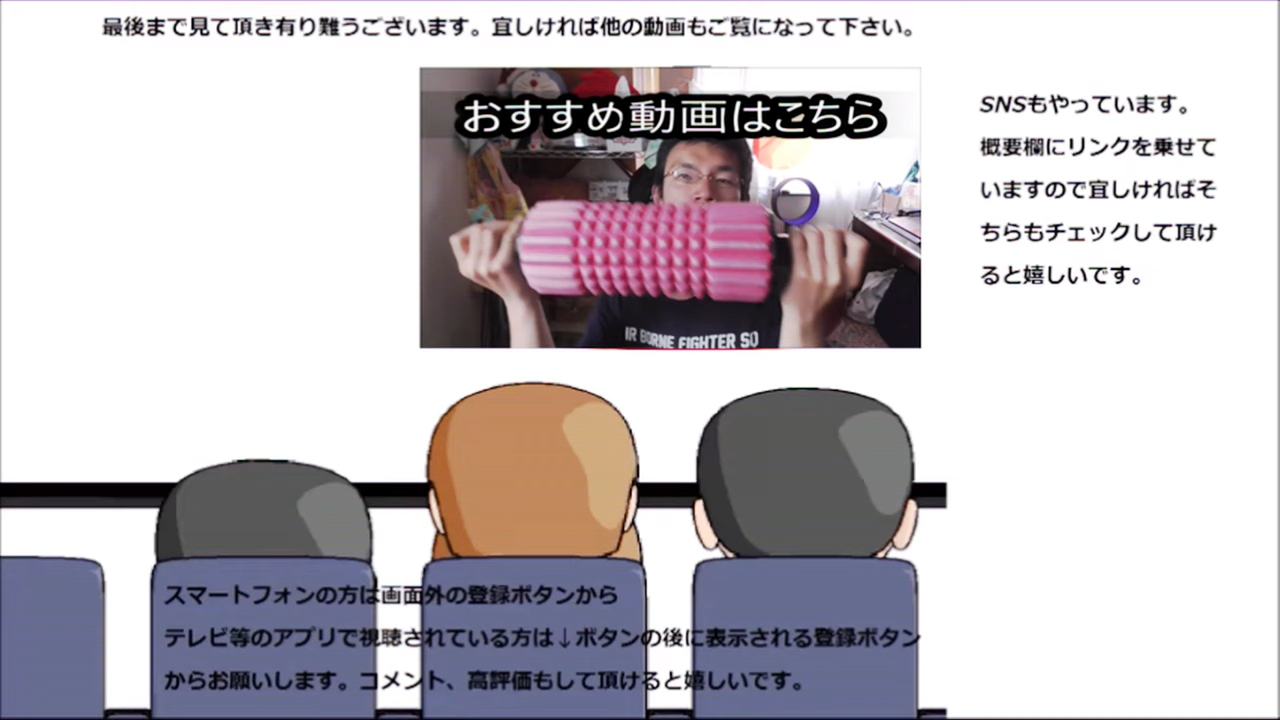 最後まで見て頂き有り難うございます。宜しければ他の動画もご覧になって下さい。
おすすめ動画はこちら
IR BORNE FIGHTER SO
SNSもやっています。
概要欄にリンクを乗せて
いますので宜しければそ
ちらもチェックして頂け
ると嬉しいです。
スマートフォンの方は画面外の登録ボタンから
テレビ等のアプリで視聴されている方は↓ボタンの後に表示される登録ボタン
からお願いします。コメント、高評価もして頂けると嬉しいです。